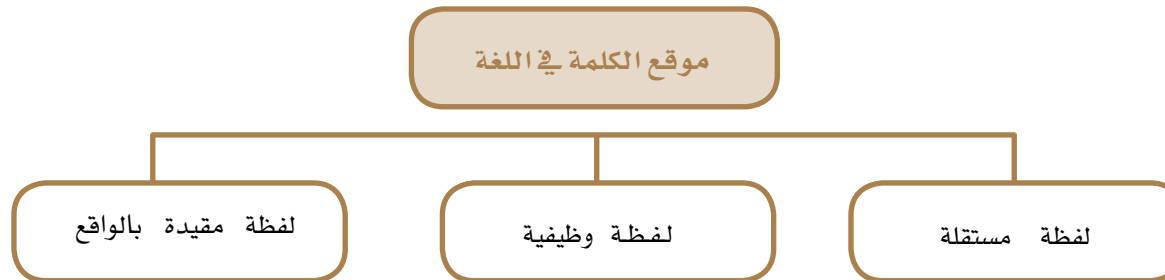 موقع الكلمة في اللغة
لفظة مستقلة
لفظة وظيفية
لفظة مقيدة بالواقع